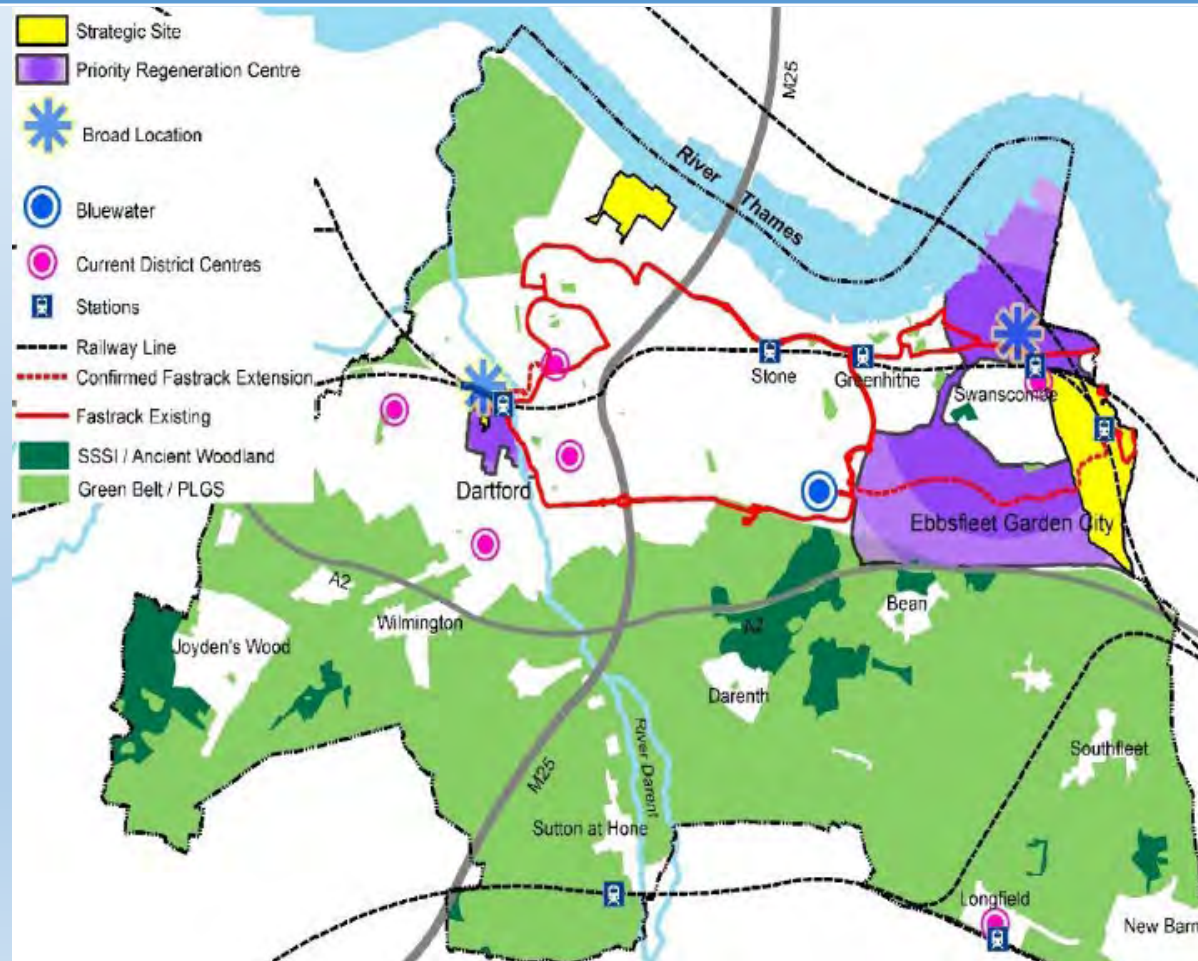 Strategic Site
Priority Regeneration Centre
Broad Location
Bluewater
Current District Centres
Stations
Railway Line
Confirmed Fastrack Extension
Fastrack Existing
SSSI / Ancient Woodland
Green Belt / PLGS
M25
River
Thames
Stone
Greenhithe
Swanscombe
Dartford
Ebbsfleet Garden City
A2
Wilmington
Joyden's Wood
A2
Bean
Darenth
River Darent
Southfleet
M25
Sutton at Hone
Longfield
New Barn